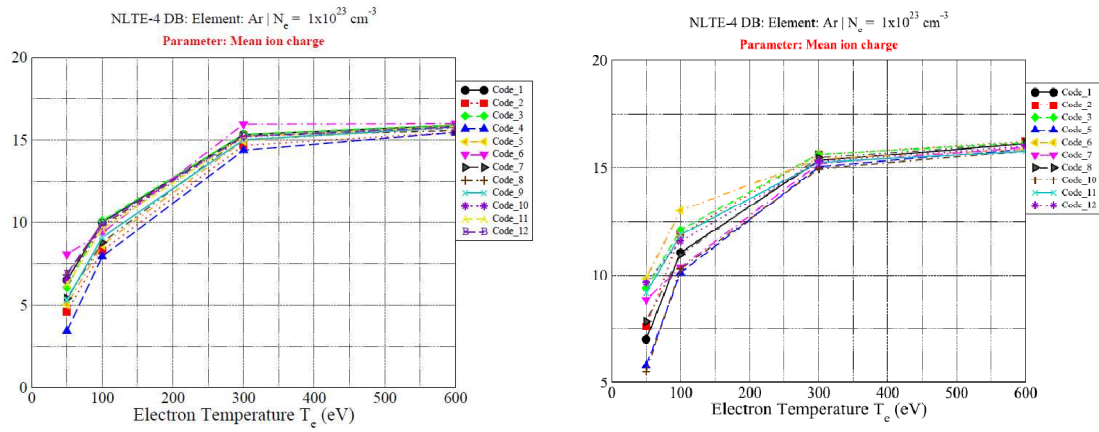 NLTE-4 DB: Element: Ar | N_e = 1x10^23 cm^-3
Parameter: Mean ion charge
20
15
10
5
0
0 100 200 300 400 500 600
Electron Temperature T_e (eV)
Code_1
Code_2
Code_3
Code_4
Code_5
Code_6
Code_7
Code_8
Code_9
Code_10
Code_11
Code_12
NLTE-4 DB: Element: Ar | N_e = 1x10^23 cm^-3
Parameter: Mean ion charge
20
15
10
5
0 100 200 300 400 500 600
Electron Temperature T_e (eV)
Code_1
Code_2
Code_3
Code_5
Code_6
Code_7
Code_8
Code_10
Code_11
Code_12